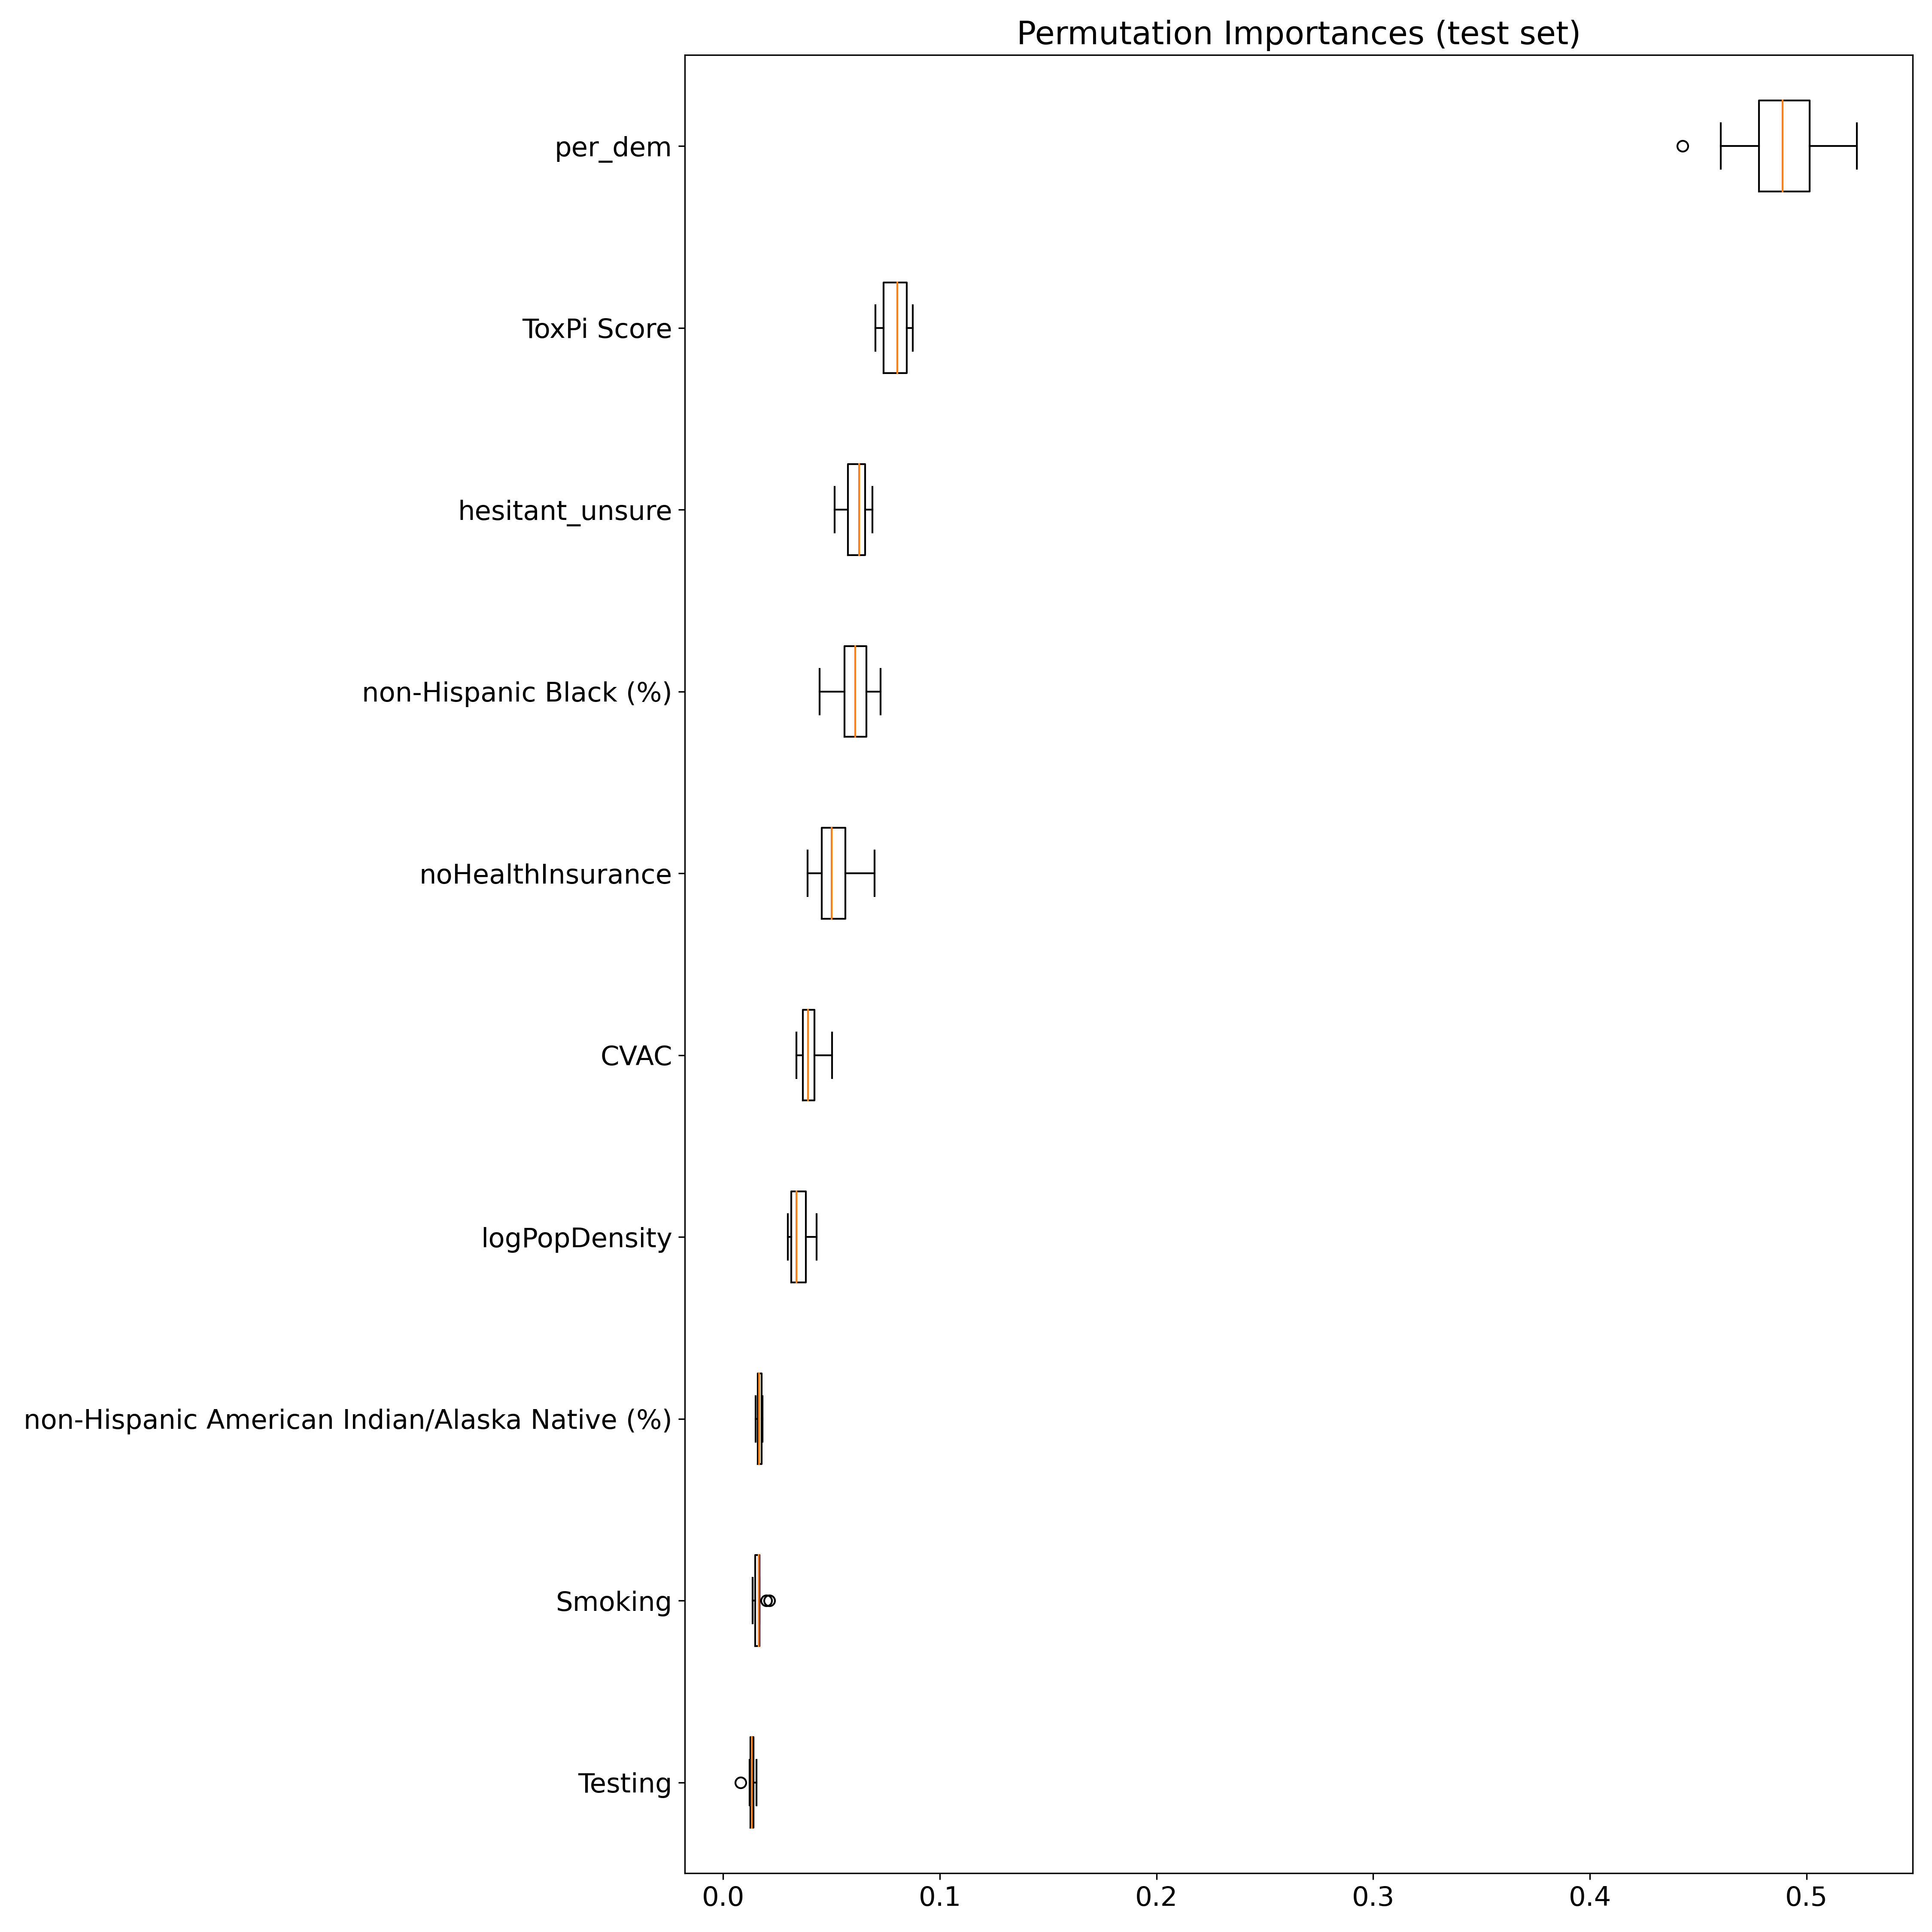 Permutation Importances (test set)
per_dem
ToxPi Score
hesitant_unsure
non-Hispanic Black (%)
noHealthInsurance
CVAC
logPopDensity
non-Hispanic American Indian/Alaska Native (%)
Smoking
Testing
0.0 0.1 0.2 0.3 0.4 0.5